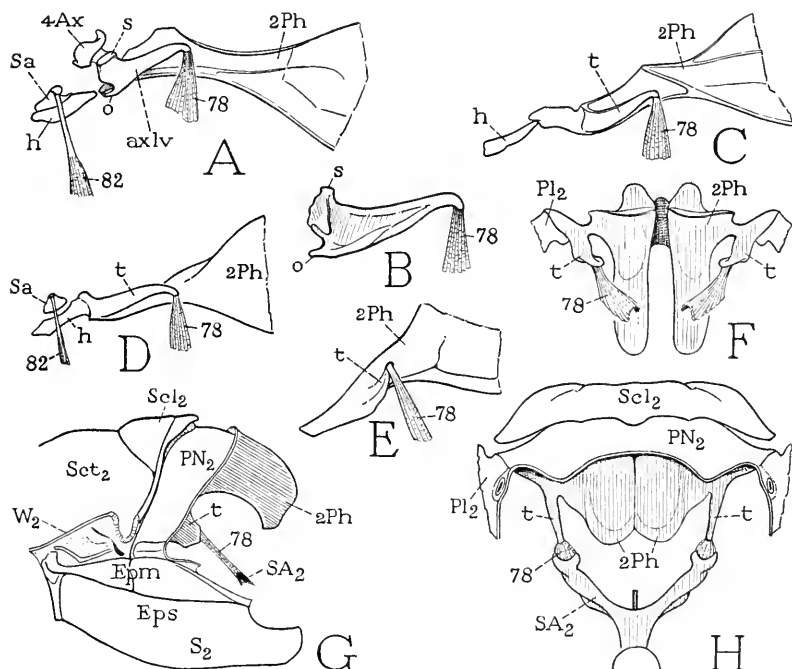 4Ax
s
2Ph
Sa
h
o
axlv
78
82
A
2Ph
t
h
78
C
s
o
78
B
Pl2
2Ph
t
t
78
F
t
2Ph
Sa
h
82
78
D
2Ph
t
78
E
Scl2
Sct2
PN2
W2
2Ph
t
78
SA2
Epm
Eps
S2
G
Scl2
PN2
Pl2
t
t
2Ph
78
SA2
H